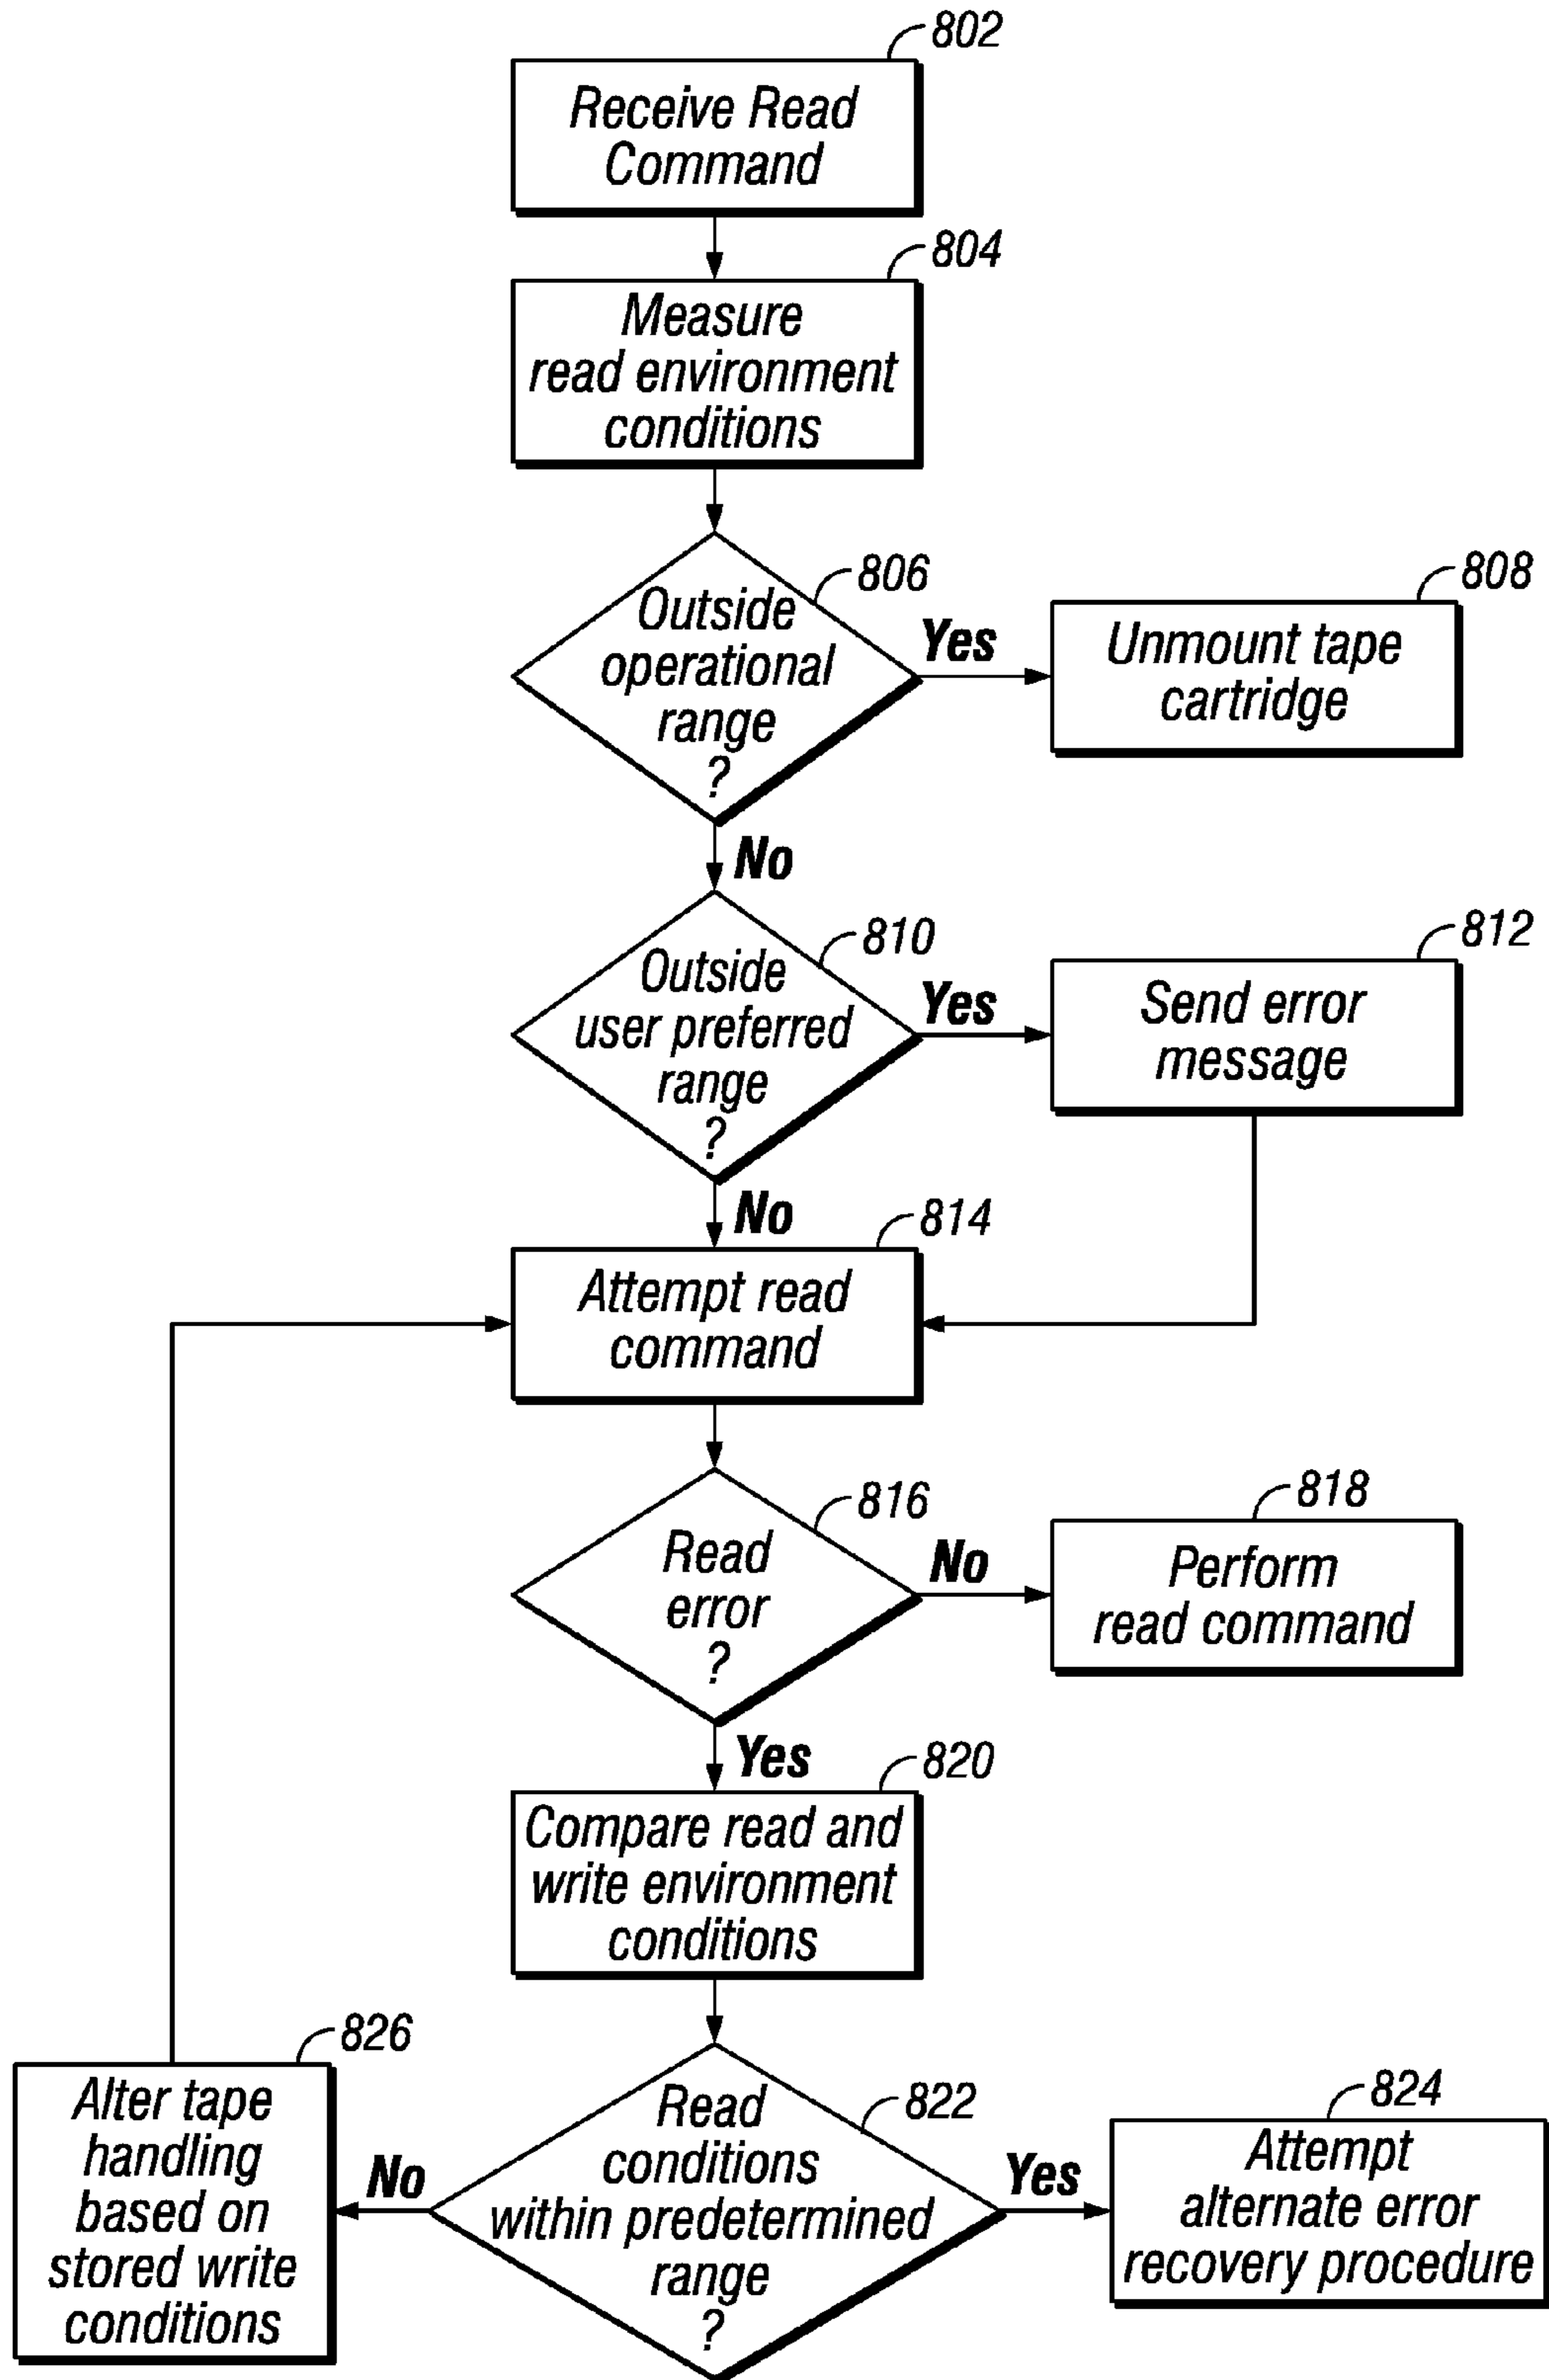 802
Receive Read
Command
804
Measure
read environment
conditions
806
Outside
operational
range
?
Yes
808
Unmount tape
cartridge
No
810
Outside
user preferred
range
?
Yes
812
Send error
message
No
814
Attempt read
command
816
Read
error
?
No
818
Perform
read command
Yes
820
Compare read and
write environment
conditions
822
Read
conditions
within predetermined
range
?
Yes
824
Attempt
alternate error
recovery procedure
No
826
Alter tape
handling
based on
stored write
conditions